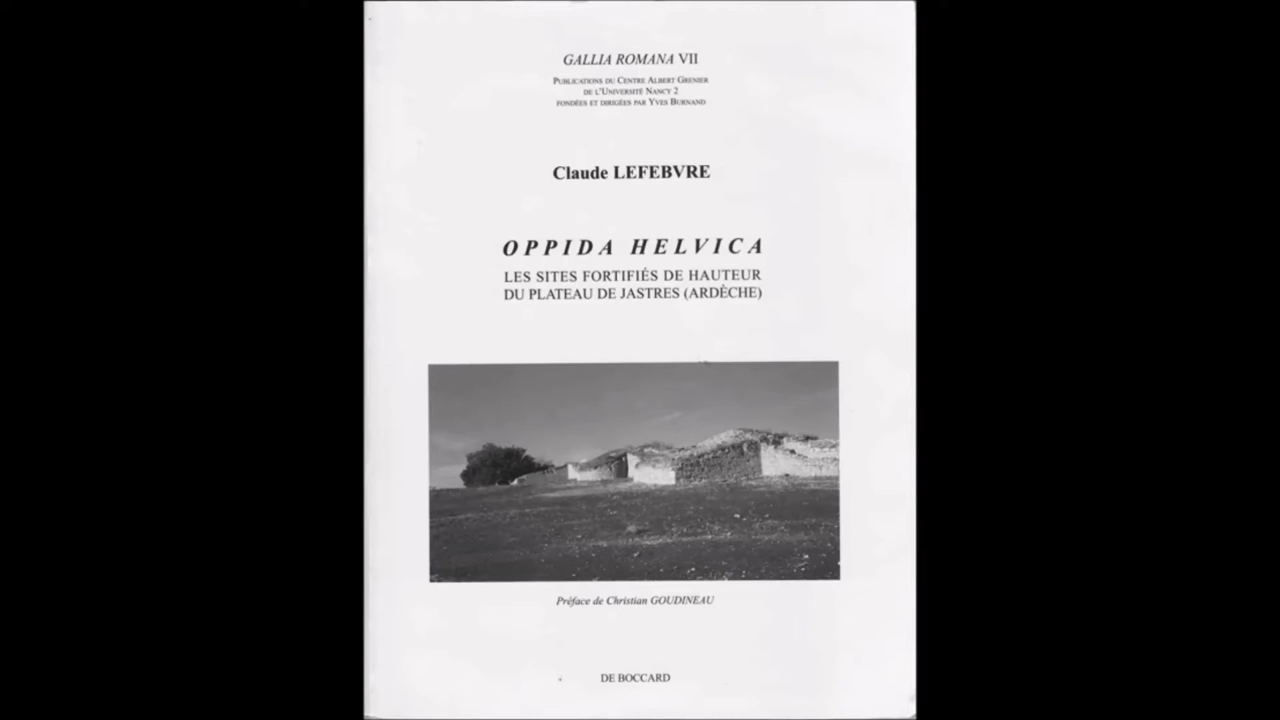 GALLIA ROMANA VII
PUBLICATIONS DU CENTRE ALBERT GRENIER
DE L'UNIVERSITÉ NANCY 2
FONDÉES ET DIRIGÉES PAR YVES BURNAND
Claude LEFEBVRE
OPPIDA HELVICA
LES SITES FORTIFIÉS DE HAUTEUR
DU PLATEAU DE JASTRES (ARDÈCHE)
Préface de Christian GOUDINEAU
DE BOCCARD